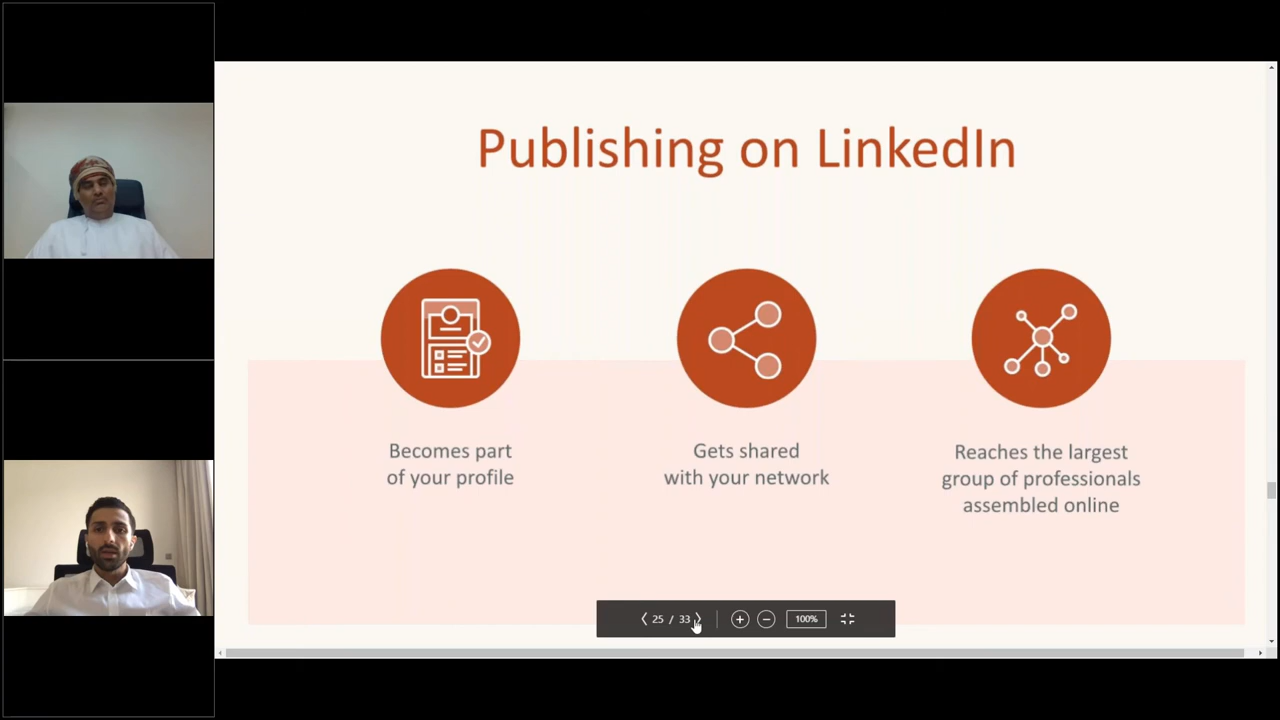 Publishing on LinkedIn
Becomes part
of your profile
Gets shared
with your network
Reaches the largest
group of professionals
assembled online
25 / 33
100%